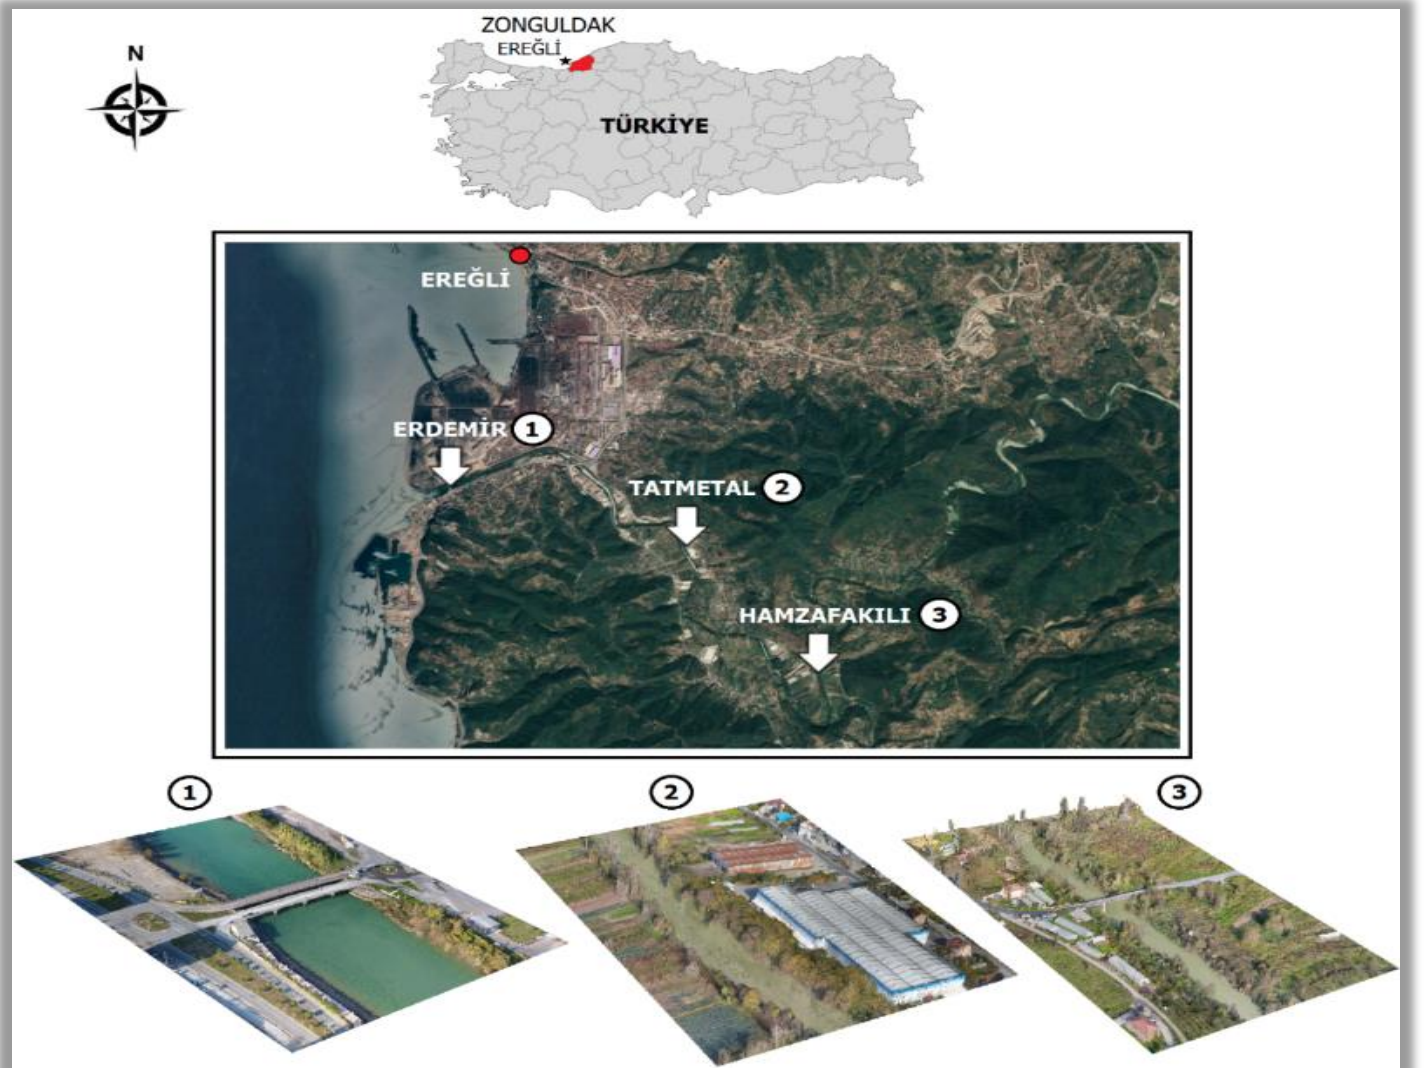 ZONGULDAK
EREĞLİ
N
TÜRKİYE
EREĞLİ
ERDEMİR 1
TATMETAL 2
HAMZAFAKILI 3
1
2
3